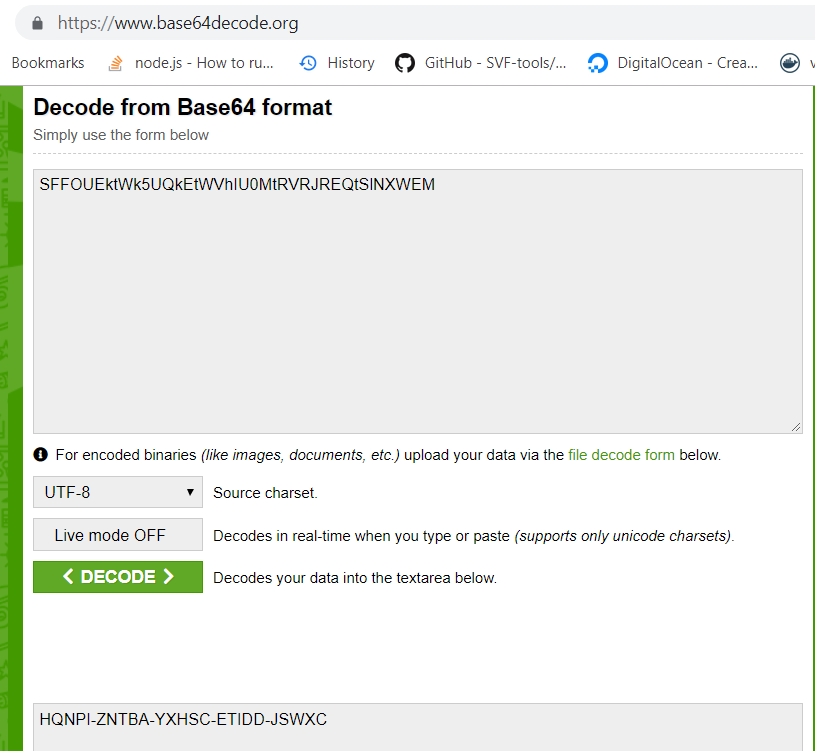 https://www.base64decode.org
Bookmarks node.js - How to ru... History GitHub - SVF-tools/... DigitalOcean - Crea...
Decode from Base64 format
Simply use the form below
SFFOUEktWk5UQkEtWVhIU0MtRVRJREQtSlNXWEM
For encoded binaries (like images, documents, etc.) upload your data via the file decode form below.
UTF-8 Source charset.
Live mode OFF Decodes in real-time when you type or paste (supports only unicode charsets).
< DECODE > Decodes your data into the textarea below.
HQNPI-ZNTBA-YXHSC-ETIDD-JSWXC